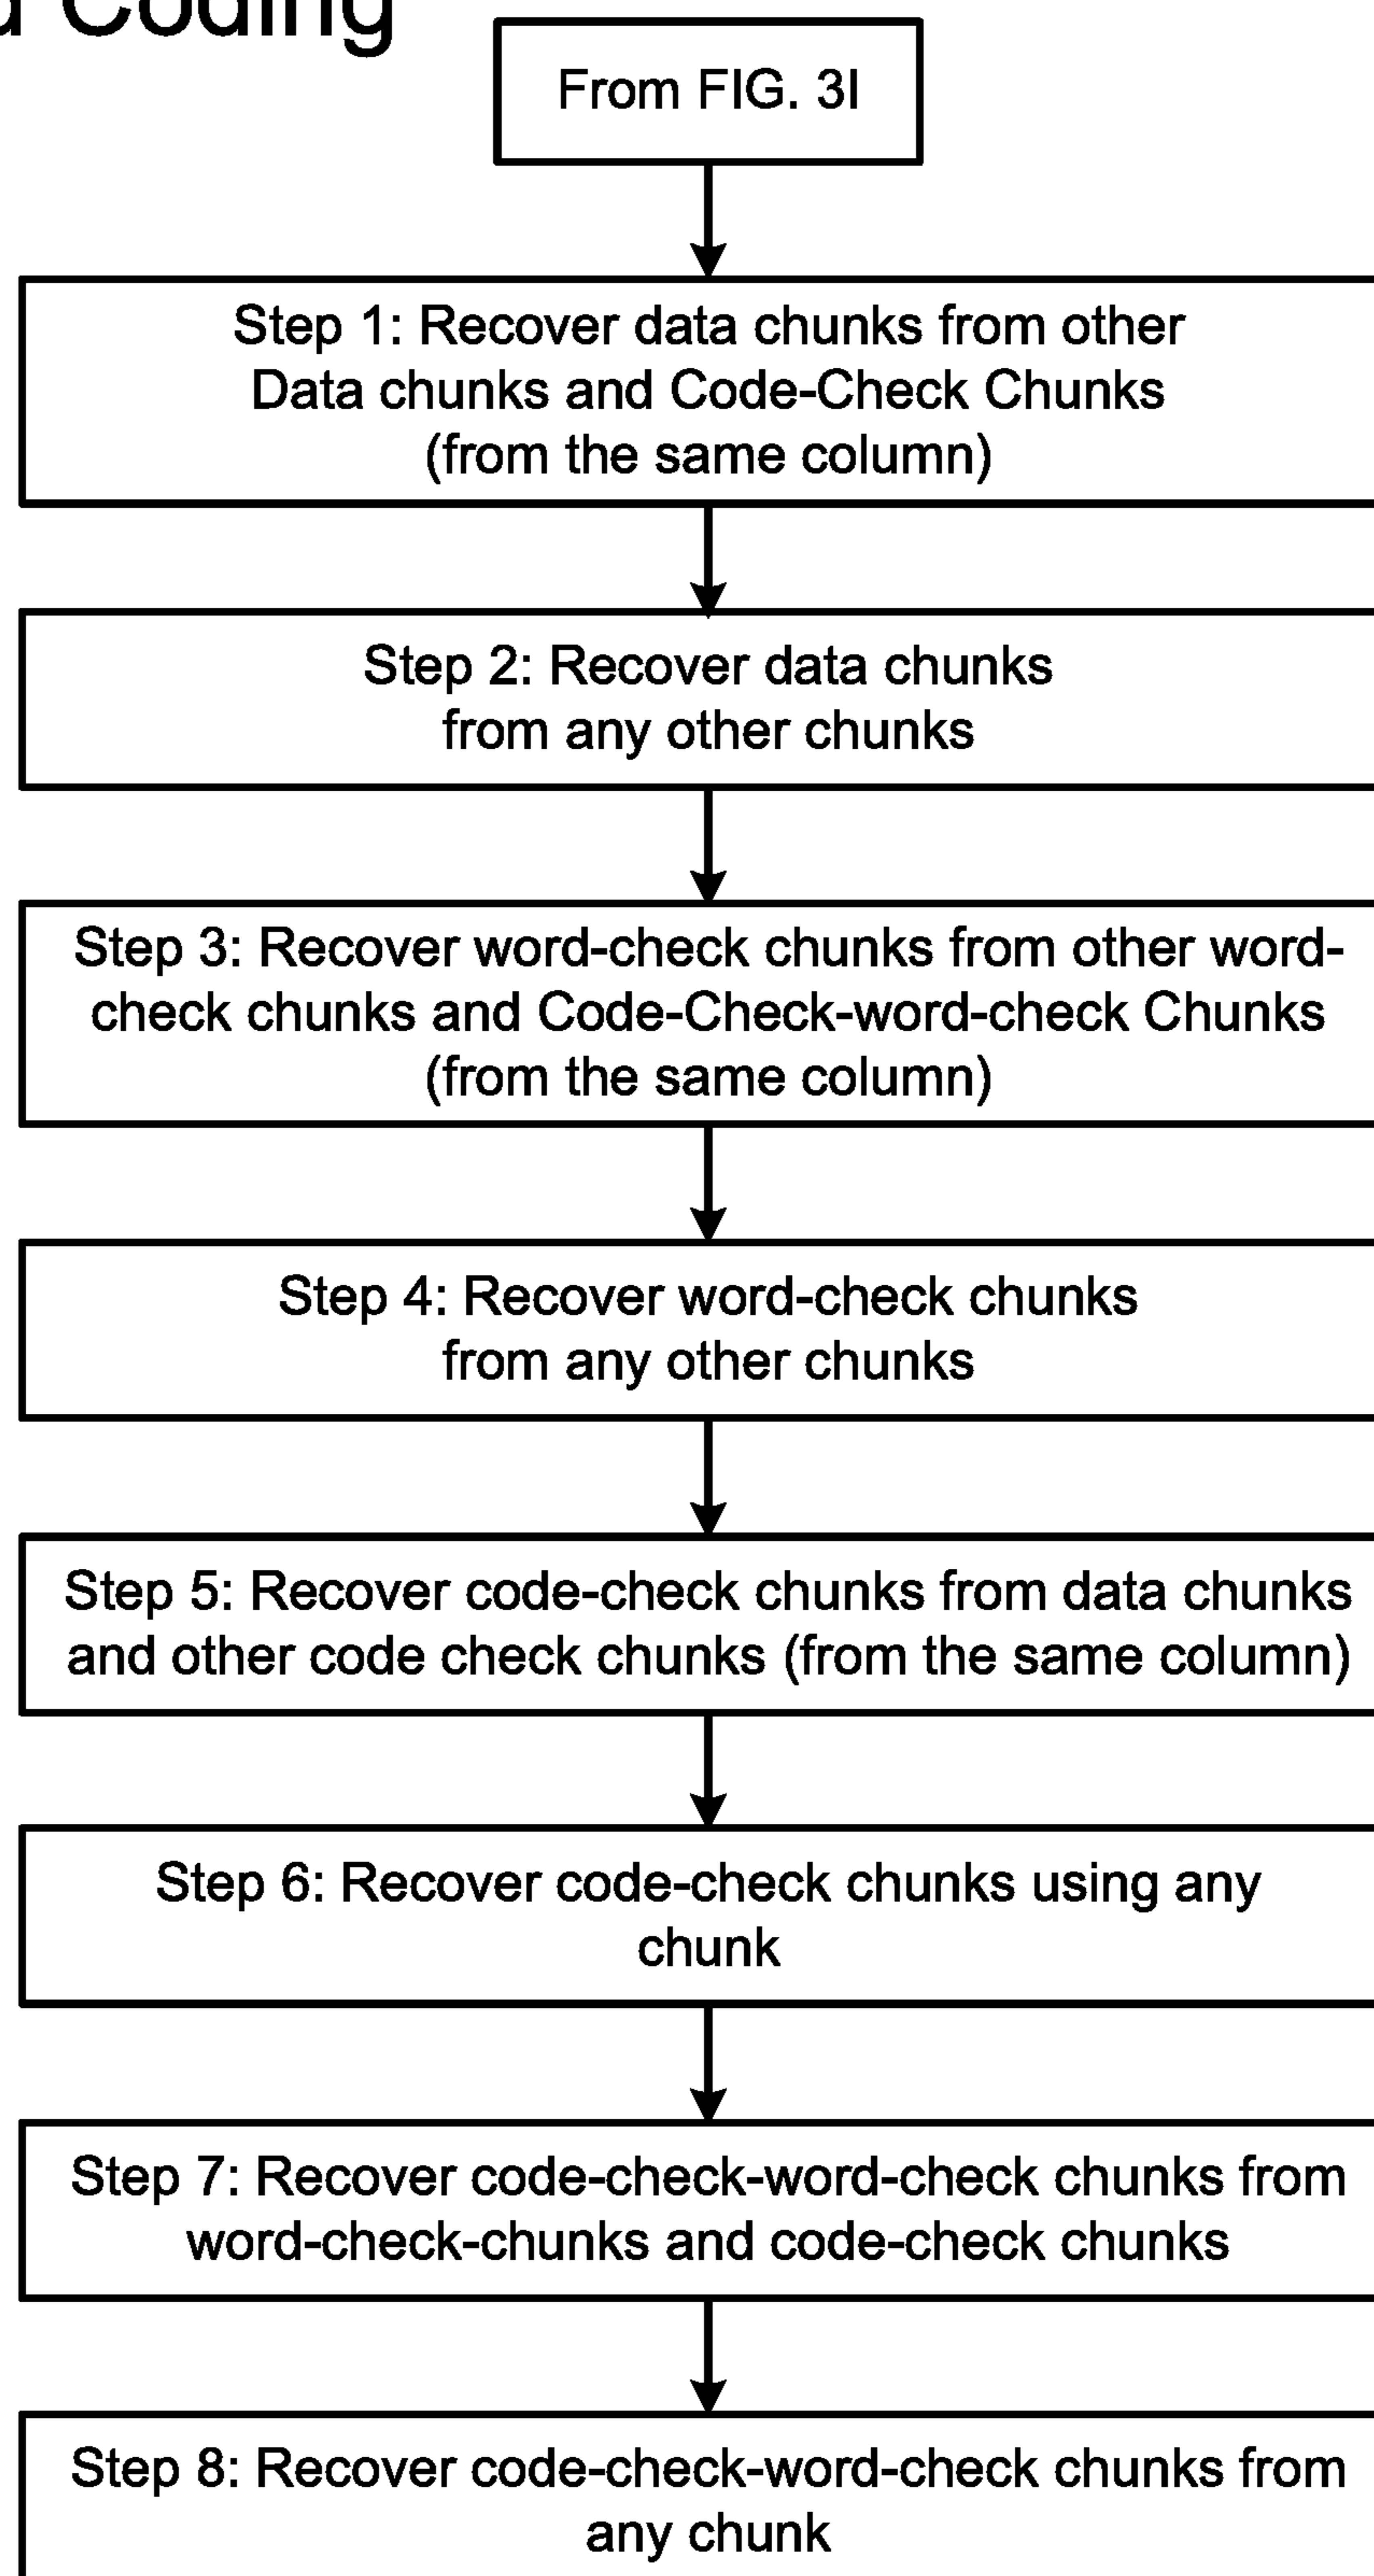 Coding
From FIG. 3I
Step 1: Recover data chunks from other
Data chunks and Code-Check Chunks
(from the same column)
Step 2: Recover data chunks
from any other chunks
Step 3: Recover word-check chunks from other word-
check chunks and Code-Check-word-check Chunks
(from the same column)
Step 4: Recover word-check chunks
from any other chunks
Step 5: Recover code-check chunks from data chunks
and other code check chunks (from the same column)
Step 6: Recover code-check chunks using any
chunk
Step 7: Recover code-check-word-check chunks from
word-check-chunks and code-check chunks
Step 8: Recover code-check-word-check chunks from
any chunk